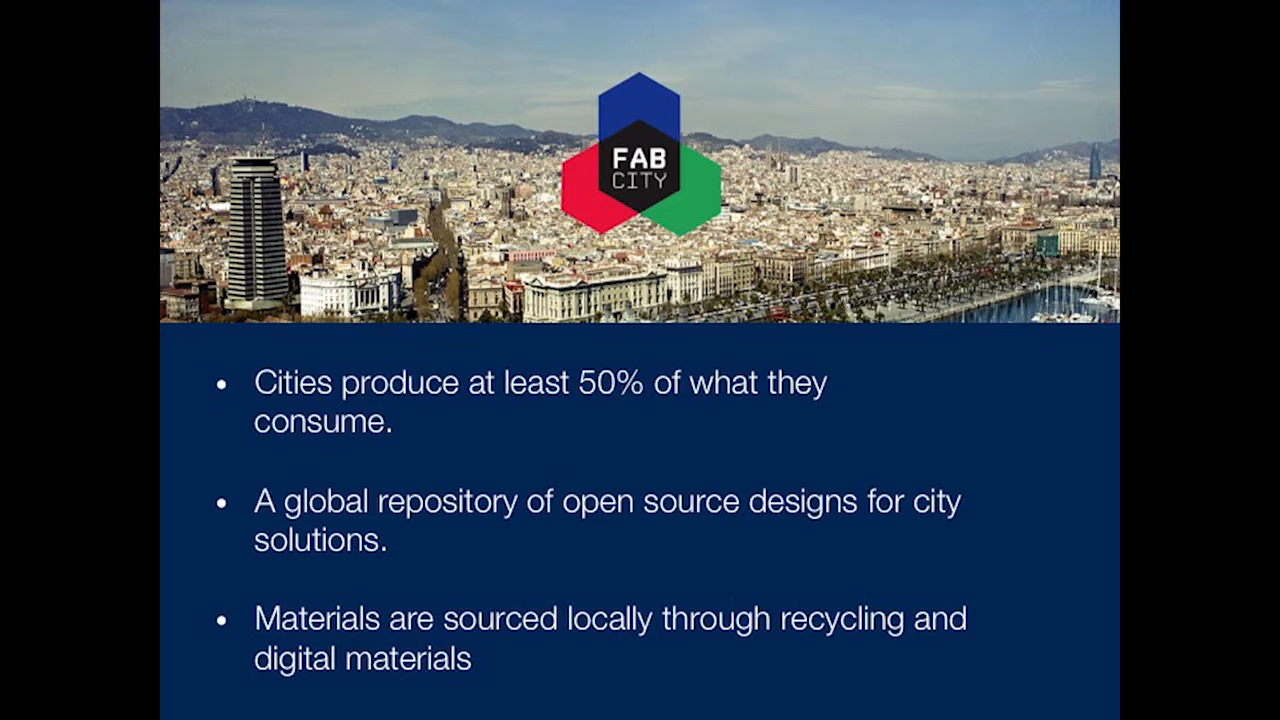 FAB
CITY
• Cities produce at least 50% of what they
consume.
• A global repository of open source designs for city
solutions.
• Materials are sourced locally through recycling and
digital materials